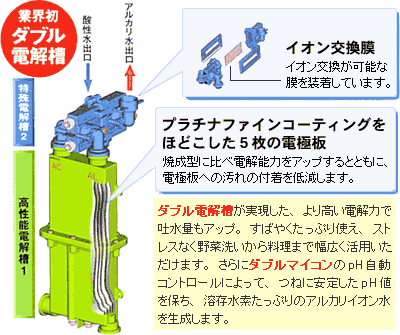 業界初
ダブル
電解槽
酸性水出口
アルカリ水出口
特殊電解槽2
高性能電解槽1
AC
AL
イオン交換膜
イオン交換が可能な
膜を装着しています。
プラチナファインコーティングを
ほどこした5枚の電極板
焼成型に比べ電解能力をアップするとともに、
電極板への汚れの付着を低減します。
ダブル電解槽が実現した、より高い電解力で
吐水量もアップ。すばやくたっぷり使え、スト
レスなく野菜洗いから料理まで幅広く活用いた
だけます。さらにダブルマイコンのpH自動
コントロールによって、つねに安定したpH値
を保ち、溶存水素たっぷりのアルカリイオン水
を生成します。